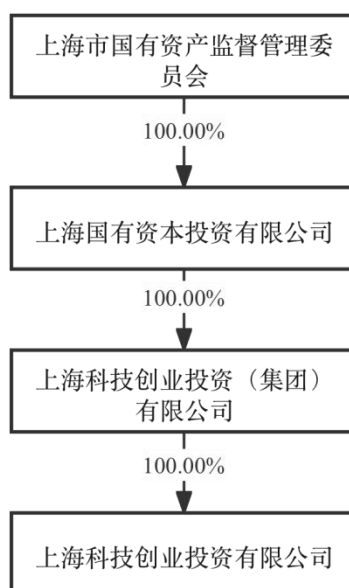 上海市国有资产监督管理委
员会
100.00%
上海国有资本投资有限公司
100.00%
上海科技创业投资（集团）
有限公司
100.00%
上海科技创业投资有限公司